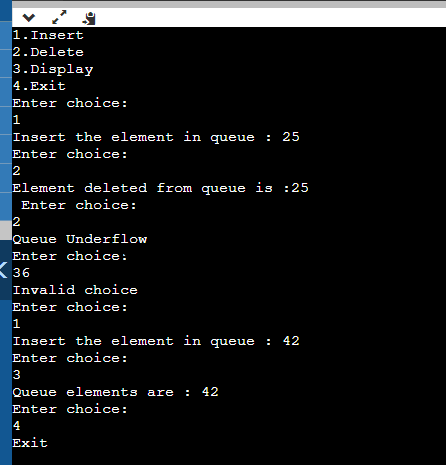 1.Insert
2.Delete
3.Display
4.Exit
Enter choice:
1
Insert the element in queue : 25
Enter choice:
2
Element deleted from queue is :25
 Enter choice:
2
Queue Underflow
Enter choice:
36
Invalid choice
Enter choice:
1
Insert the element in queue : 42
Enter choice:
3
Queue elements are : 42
Enter choice:
4
Exit